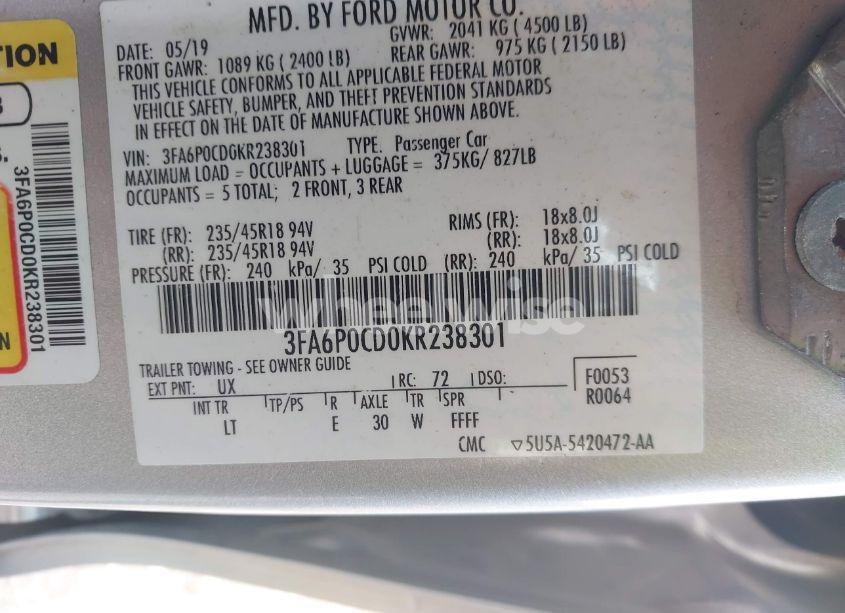 MFD. BY FORD MOTOR CO.
DATE: 05/19 GVWR: 2041 KG ( 4500 LB)
FRONT GAWR: 1089 KG ( 2400 LB) REAR GAWR: 975 KG ( 2150 LB)
THIS VEHICLE CONFORMS TO ALL APPLICABLE FEDERAL MOTOR
VEHICLE SAFETY, BUMPER, AND THEFT PREVENTION STANDARDS
IN EFFECT ON THE DATE OF MANUFACTURE SHOWN ABOVE.
VIN: 3FA6P0CD0KR238301 TYPE: Passenger Car
MAXIMUM LOAD = OCCUPANTS + LUGGAGE = 375KG/ 827LB
OCCUPANTS = 5 TOTAL; 2 FRONT, 3 REAR
TIRE (FR): 235/45R18 94V RIMS (FR): 18x8.0J
(RR): 235/45R18 94V (RR): 18x8.0J
PRESSURE (FR): 240 kPa/ 35 PSI COLD (RR): 240 kPa/ 35 PSI COLD
wheelwise
3FA6P0CD0KR238301
TRAILER TOWING - SEE OWNER GUIDE
EXT PNT: UX RC: 72 DSO: F0053
R0064
INT TR TP/PS R AXLE TR SPR
LT E 30 W FFFF
CMC ▽5U5A-5420472-AA
TION
3
S.
3FA6P0CD0KR238301
N